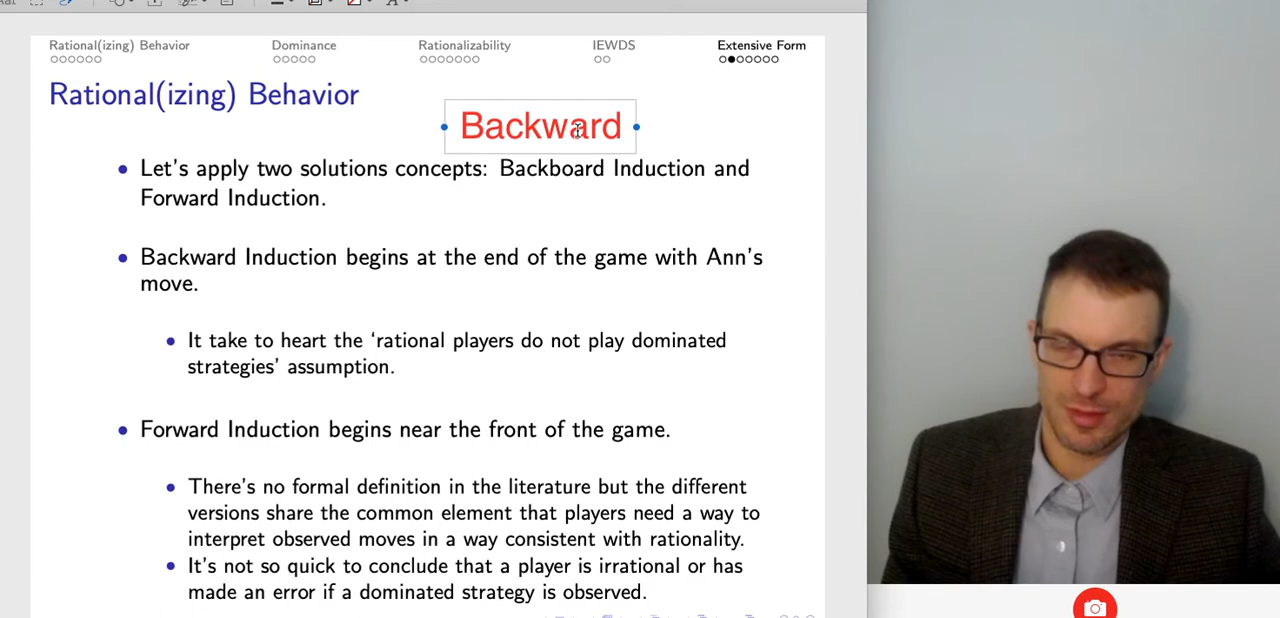 Rational(izing) Behavior Dominance Rationalizability IEWDS Extensive Form
Rational(izing) Behavior
Backward
Let's apply two solutions concepts: Backboard Induction and
Forward Induction.
Backward Induction begins at the end of the game with Ann's
move.
It take to heart the ‘rational players do not play dominated
strategies’ assumption.
Forward Induction begins near the front of the game.
There's no formal definition in the literature but the different
versions share the common element that players need a way to
interpret observed moves in a way consistent with rationality.
It's not so quick to conclude that a player is irrational or has
made an error if a dominated strategy is observed.